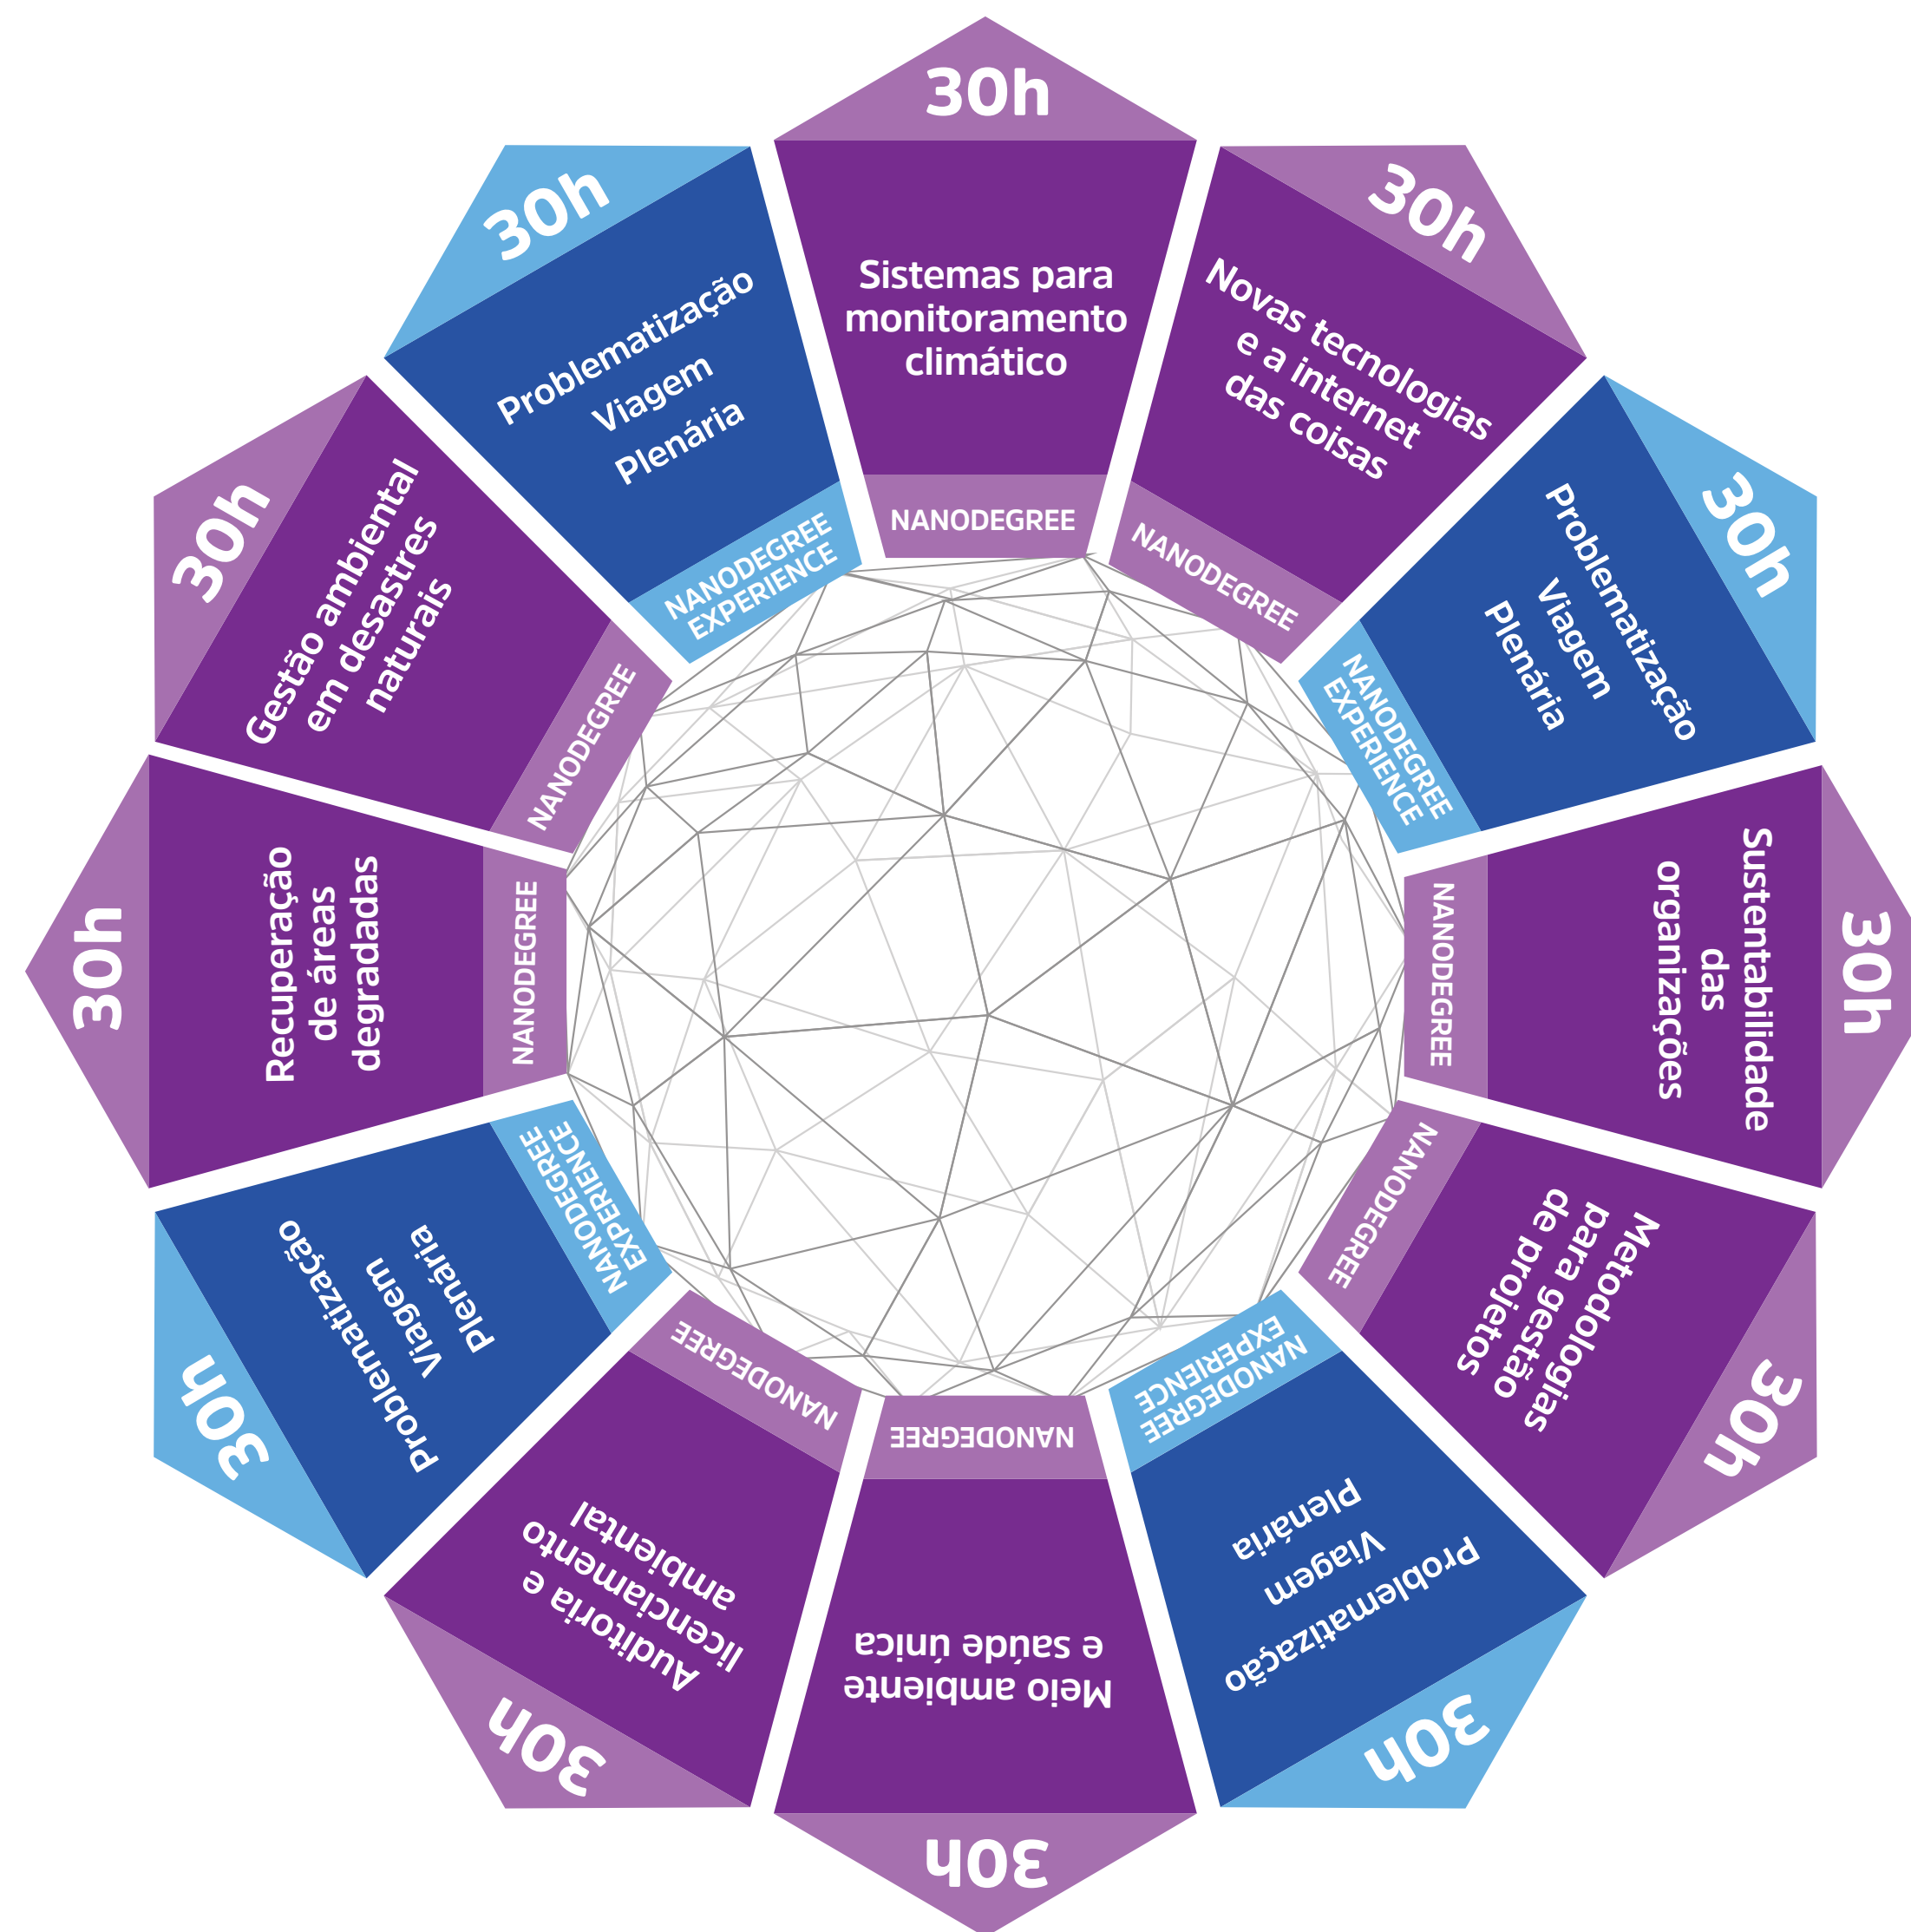 30h
Sistemas para
monitoramento
climático
NANODEGREE
30h
Novas tecnologias
e a internet
das coisas
NANODEGREE
30h
Problematização
Viagem
Plenária
NANODEGREE
EXPERIENCE
30h
Sustentabilidade
das
organizações
NANODEGREE
30h
Metodologias
para gestão
de projetos
NANODEGREE
30h
Problematização
Viagem
Plenária
NANODEGREE
EXPERIENCE
30h
Meio ambiente
e saúde única
NANODEGREE
30h
Auditoria e
licenciamento
ambiental
NANODEGREE
30h
Problematização
Viagem
Plenária
NANODEGREE
EXPERIENCE
30h
Recuperação
de áreas
degradadas
NANODEGREE
30h
Gestão ambiental
em desastres
naturais
NANODEGREE
30h
Problematização
Viagem
Plenária
NANODEGREE
EXPERIENCE